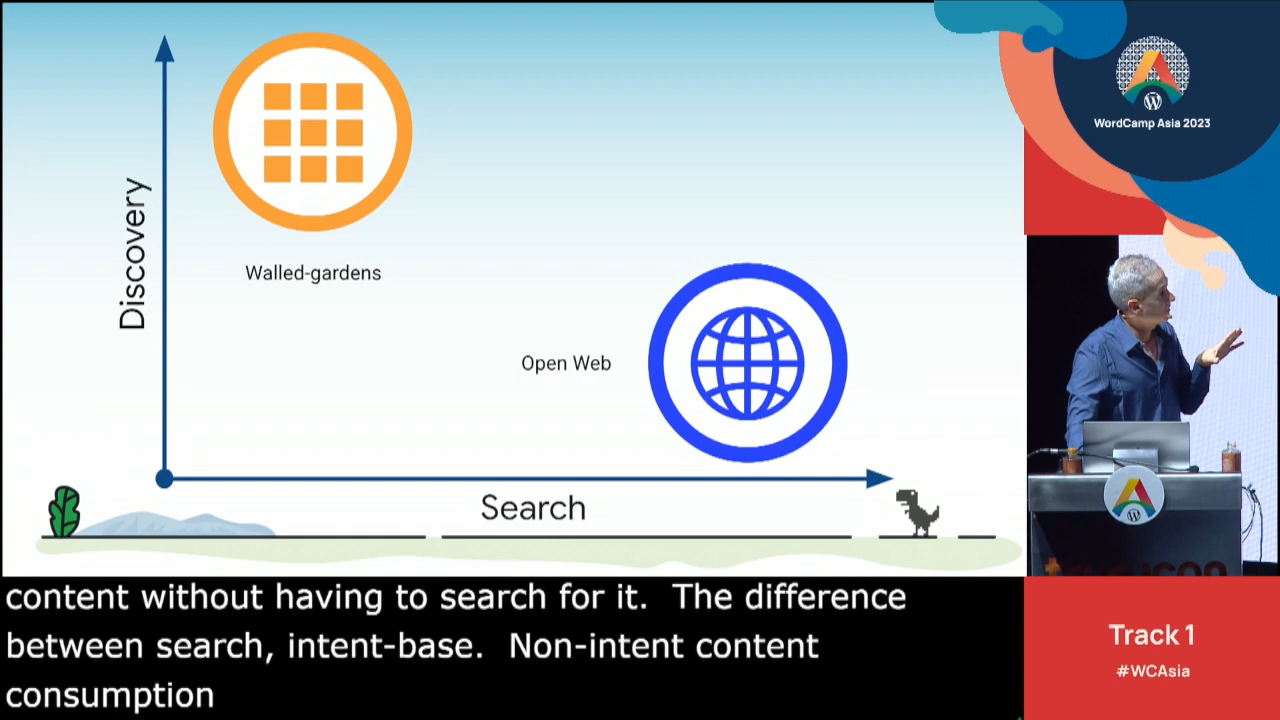 Discovery
Walled-gardens
Open Web
Search
content without having to search for it.  The difference
between search, intent-base.  Non-intent content
consumption
WordCamp Asia 2023
Track 1
#WCAsia